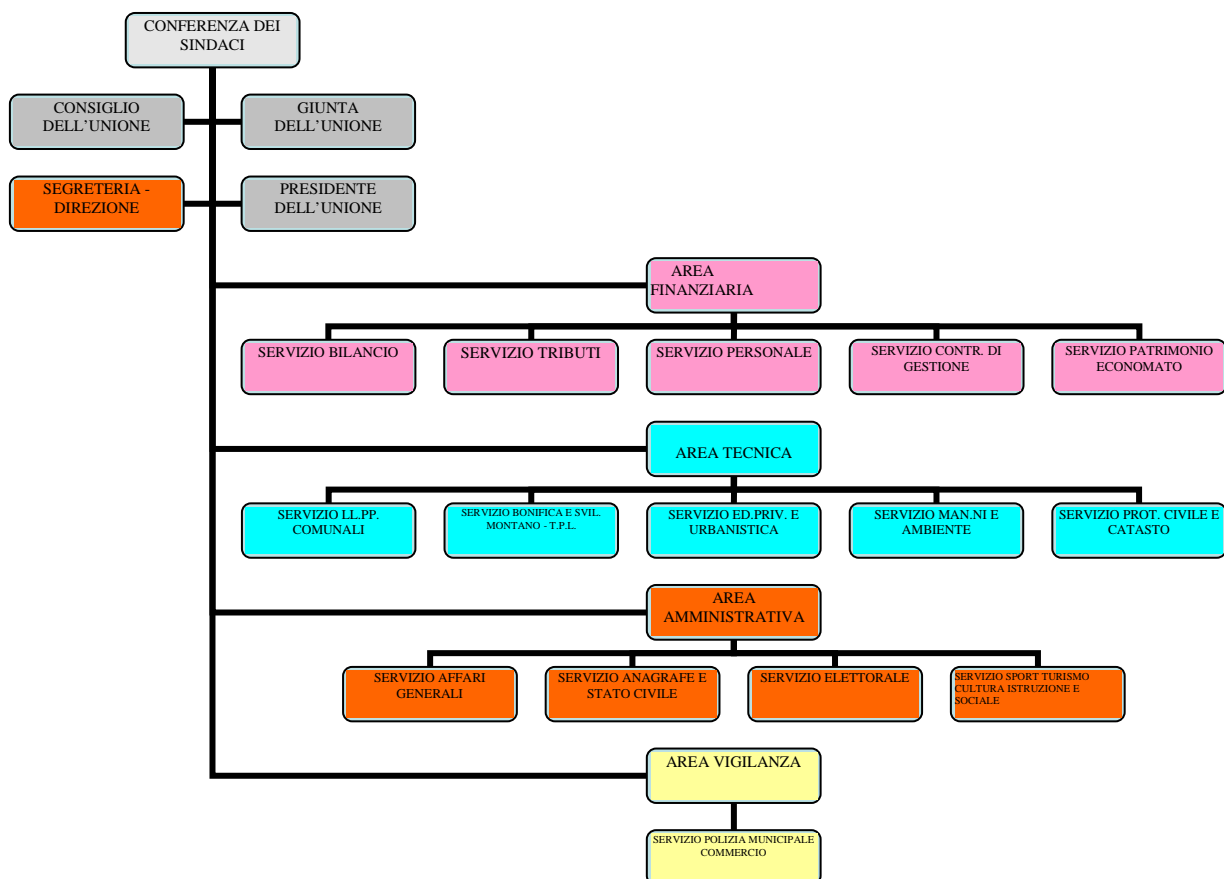 CONFERENZA DEI
SINDACI
CONSIGLIO
DELL’UNIONE
GIUNTA
DELL’UNIONE
SEGRETERIA -
DIREZIONE
PRESIDENTE
DELL’UNIONE
AREA
FINANZIARIA
SERVIZIO BILANCIO
SERVIZIO TRIBUTI
SERVIZIO PERSONALE
SERVIZIO CONTR. DI
GESTIONE
SERVIZIO PATRIMONIO
ECONOMATO
AREA TECNICA
SERVIZIO LL.PP.
COMUNALI
SERVIZIO BONIFICA E SVIL.
MONTANO - T.P.L.
SERVIZIO ED.PRIV. E
URBANISTICA
SERVIZIO MAN.NI E
AMBIENTE
SERVIZIO PROT. CIVILE E
CATASTO
AREA
AMMINISTRATIVA
SERVIZIO AFFARI
GENERALI
SERVIZIO ANAGRAFE E
STATO CIVILE
SERVIZIO ELETTORALE
SERVIZIO SPORT TURISMO
CULTURA ISTRUZIONE E
SOCIALE
AREA VIGILANZA
SERVIZIO POLIZIA MUNICIPALE
COMMERCIO